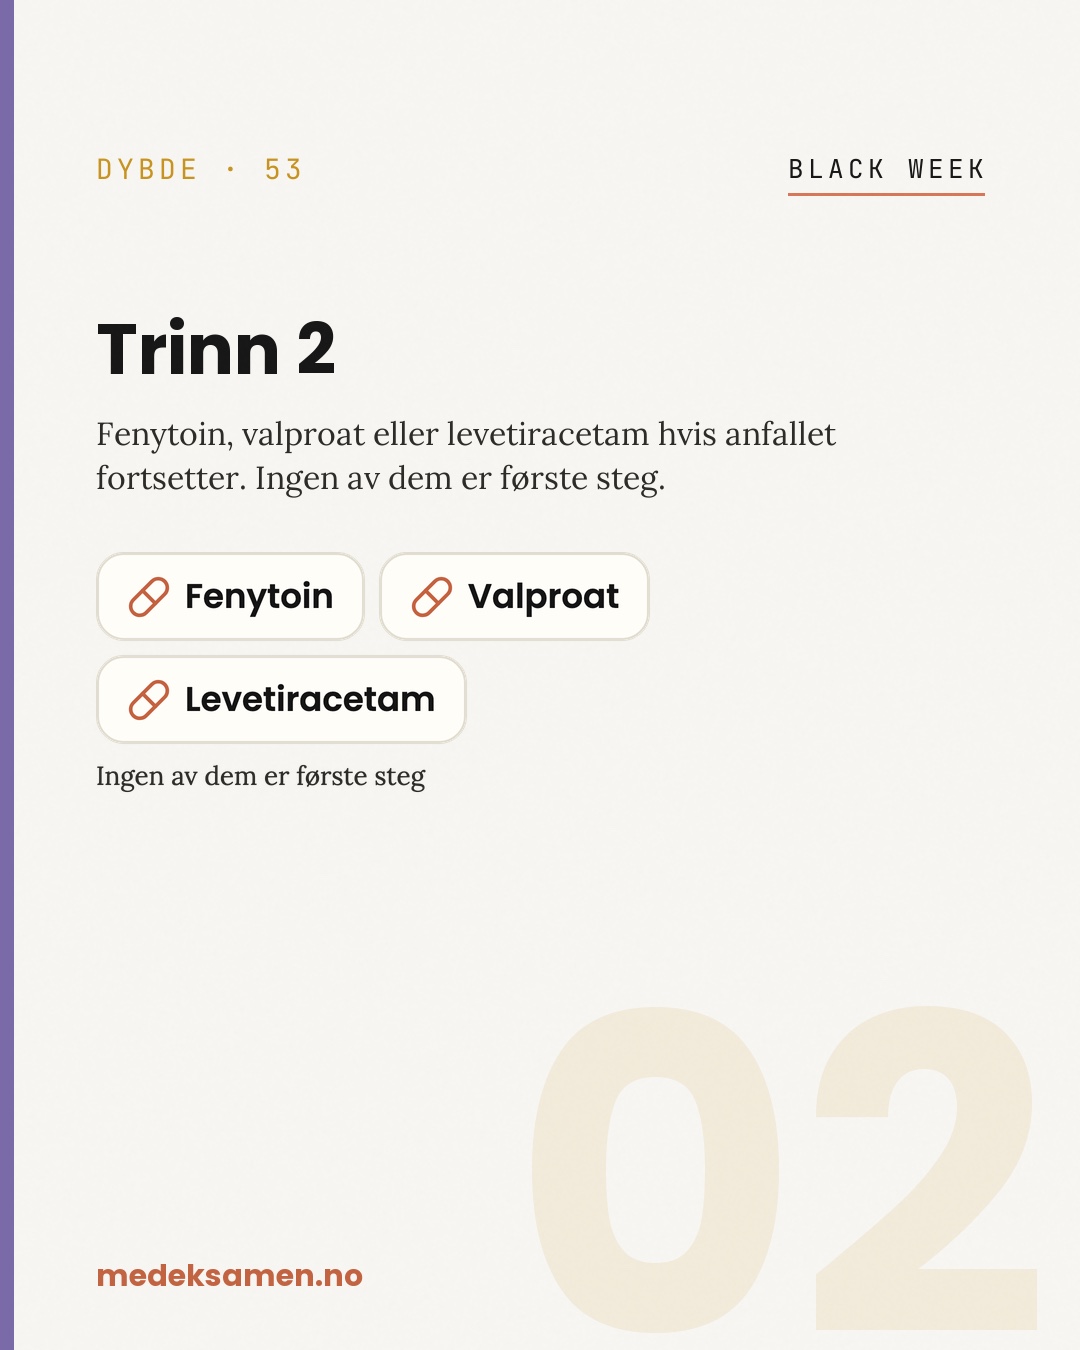 DYBDE · 53
BLACK WEEK
Trinn 2
Fenytoin, valproat eller levetiracetam hvis anfallet
fortsetter. Ingen av dem er første steg.
Fenytoin
Valproat
Levetiracetam
Ingen av dem er første steg
02
medeksamen.no